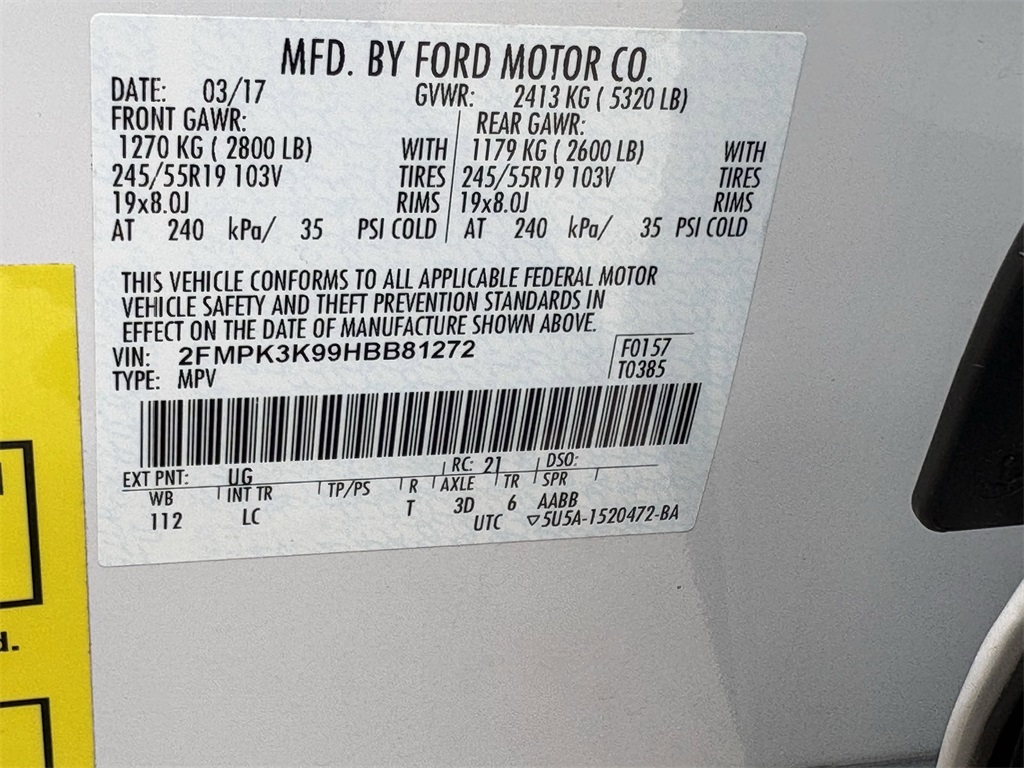 MFD. BY FORD MOTOR CO.
DATE: 03/17 GVWR: 2413 KG ( 5320 LB)
FRONT GAWR: REAR GAWR:
1270 KG ( 2800 LB) WITH 1179 KG ( 2600 LB) WITH
245/55R19 103V TIRES 245/55R19 103V TIRES
19x8.0J RIMS 19x8.0J RIMS
AT 240 kPa/ 35 PSI COLD AT 240 kPa/ 35 PSI COLD
THIS VEHICLE CONFORMS TO ALL APPLICABLE FEDERAL MOTOR
VEHICLE SAFETY AND THEFT PREVENTION STANDARDS IN
EFFECT ON THE DATE OF MANUFACTURE SHOWN ABOVE.
VIN: 2FMPK3K99HBB81272 F0157
TYPE: MPV T0385
EXT PNT: UG RC: 21 DSO:
WB INT TR TP/PS R AXLE TR SPR
112 LC T 3D 6 AABB
UTC ▽5U5A-1520472-BA
d.